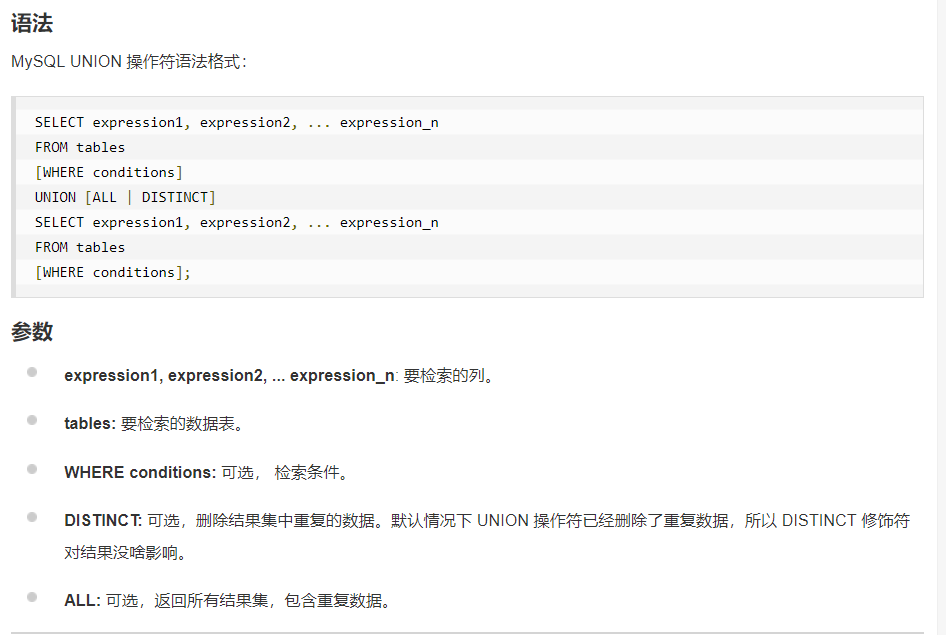 语法
MySQL UNION 操作符语法格式：
SELECT expression1, expression2, ... expression_n
FROM tables
[WHERE conditions]
UNION [ALL | DISTINCT]
SELECT expression1, expression2, ... expression_n
FROM tables
[WHERE conditions];
参数
expression1, expression2, ... expression_n: 要检索的列。
tables: 要检索的数据表。
WHERE conditions: 可选， 检索条件。
DISTINCT: 可选，删除结果集中重复的数据。默认情况下 UNION 操作符已经删除了重复数据，所以 DISTINCT 修饰符
对结果没啥影响。
ALL: 可选，返回所有结果集，包含重复数据。